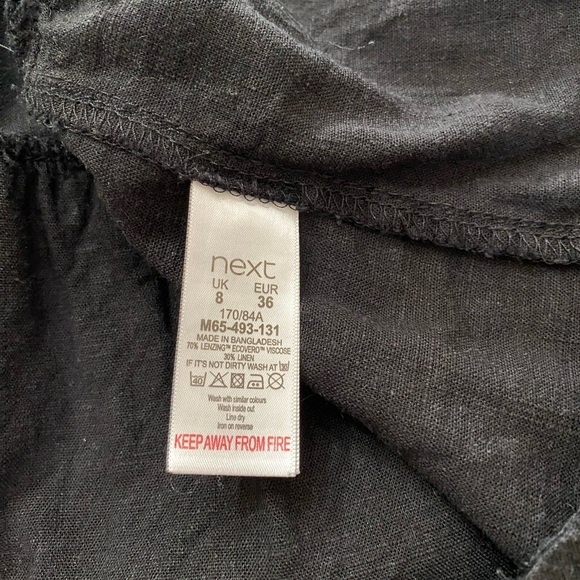 next
UK EUR
8 36
170/84A
M65-493-131
MADE IN BANGLADESH
70% LENZING™ ECOVERO™ VISCOSE
30% LINEN
IF IT'S NOT DIRTY WASH AT 30
40
Wash with similar colours
Wash inside out
Line dry
Iron on reverse
KEEP AWAY FROM FIRE